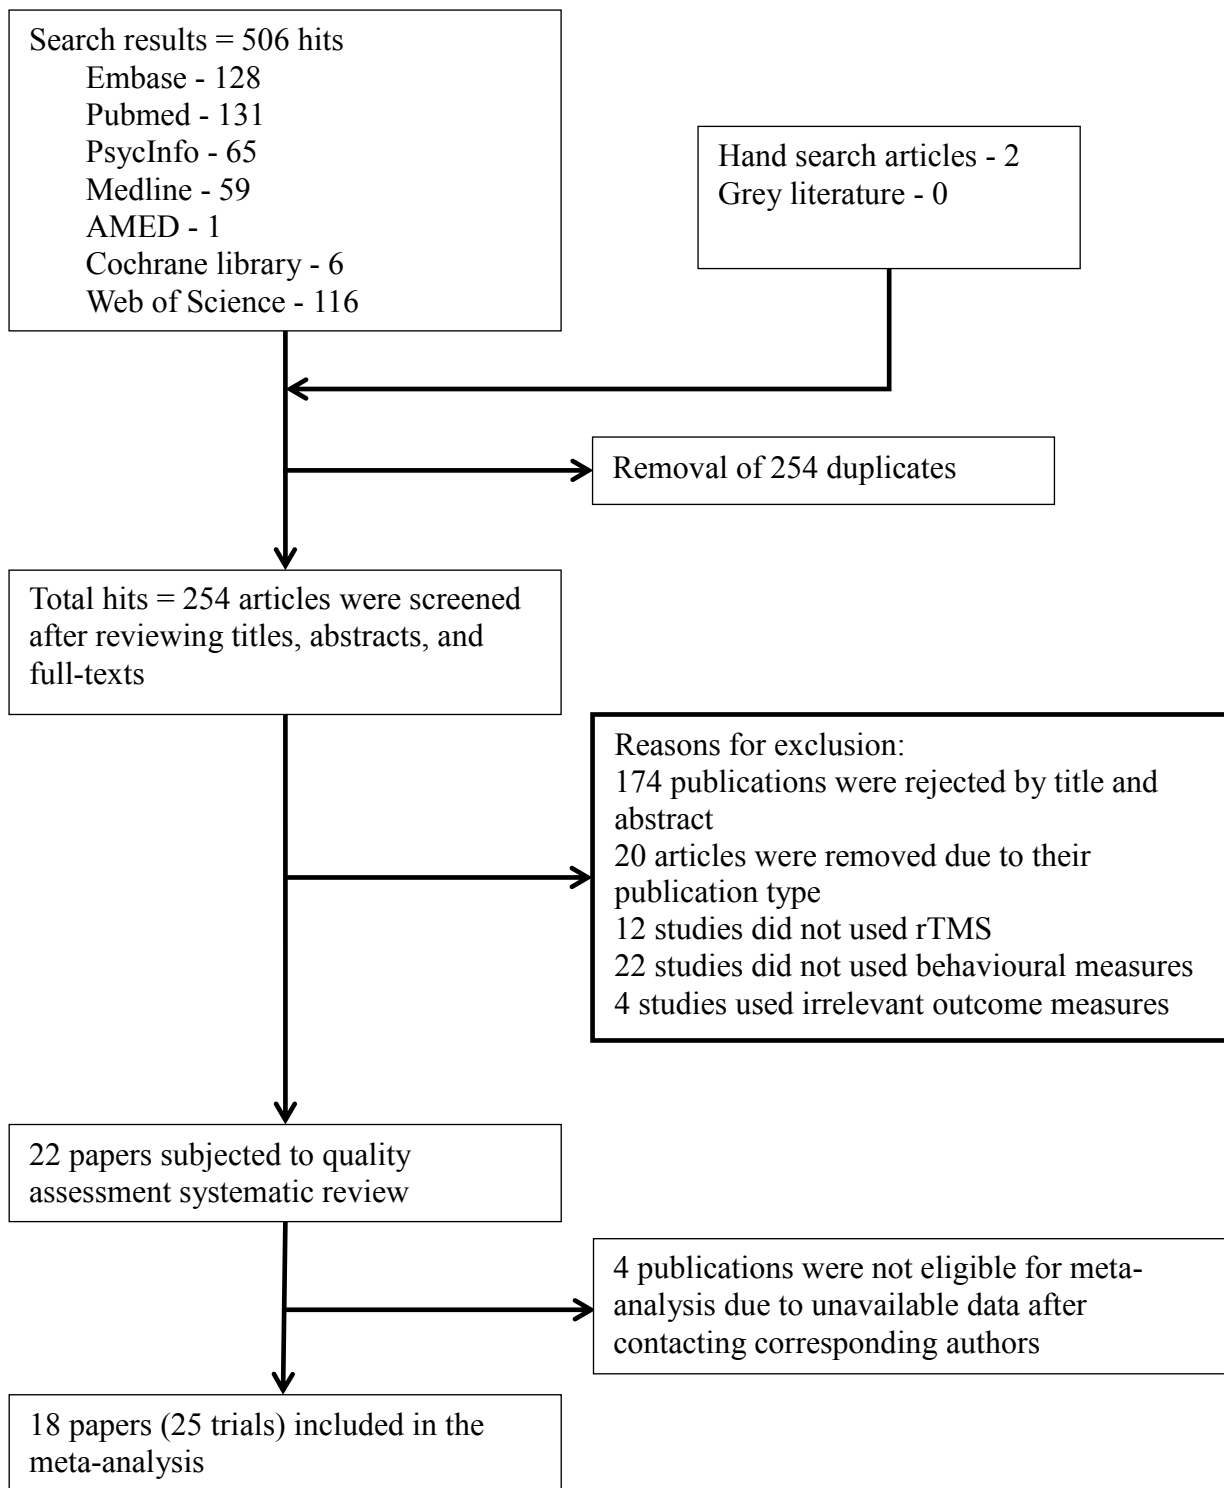 Search results = 506 hits
Embase - 128
Pubmed - 131
PsycInfo - 65
Medline - 59
AMED - 1
Cochrane library - 6
Web of Science - 116
Hand search articles - 2
Grey literature - 0
Removal of 254 duplicates
Total hits = 254 articles were screened
after reviewing titles, abstracts, and
full-texts
Reasons for exclusion:
174 publications were rejected by title and
abstract
20 articles were removed due to their
publication type
12 studies did not used rTMS
22 studies did not used behavioural measures
4 studies used irrelevant outcome measures
22 papers subjected to quality
assessment systematic review
4 publications were not eligible for meta-
analysis due to unavailable data after
contacting corresponding authors
18 papers (25 trials) included in the
meta-analysis